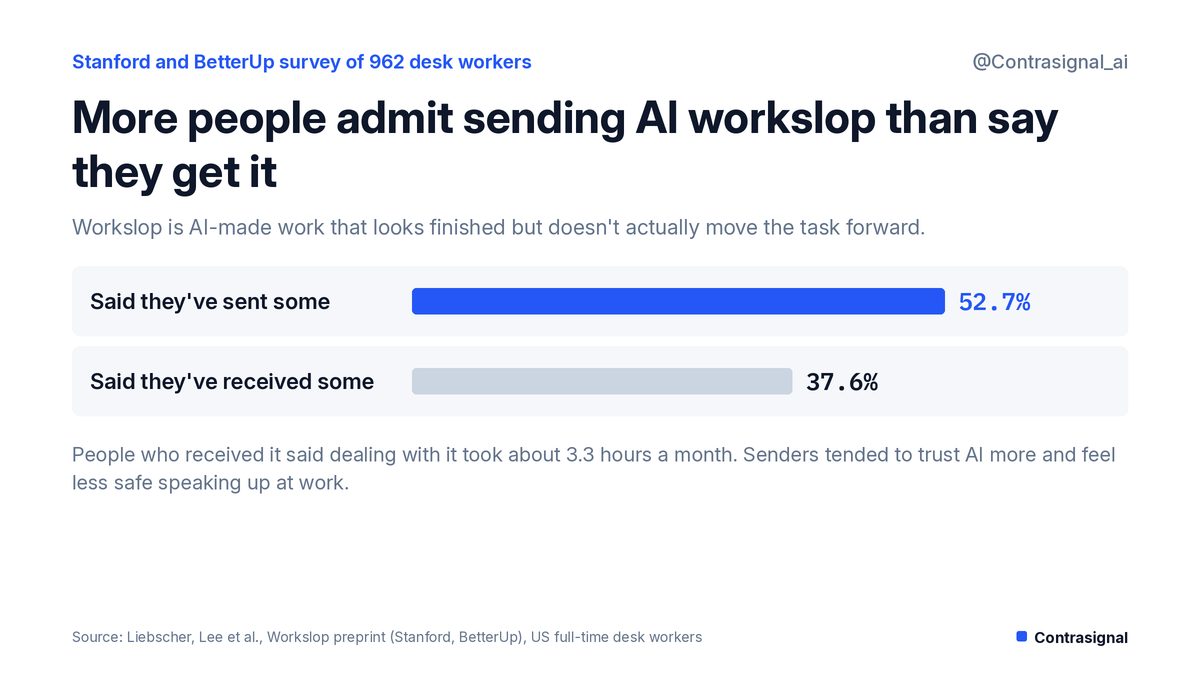 Stanford and BetterUp survey of 962 desk workers
@Contrasignal_ai
More people admit sending AI workslop than say
they get it
Workslop is AI-made work that looks finished but doesn't actually move the task forward.
Said they've sent some
52.7%
Said they've received some
37.6%
People who received it said dealing with it took about 3.3 hours a month. Senders tended to trust AI more and feel
less safe speaking up at work.
Source: Liebscher, Lee et al., Workslop preprint (Stanford, BetterUp), US full-time desk workers
Contrasignal